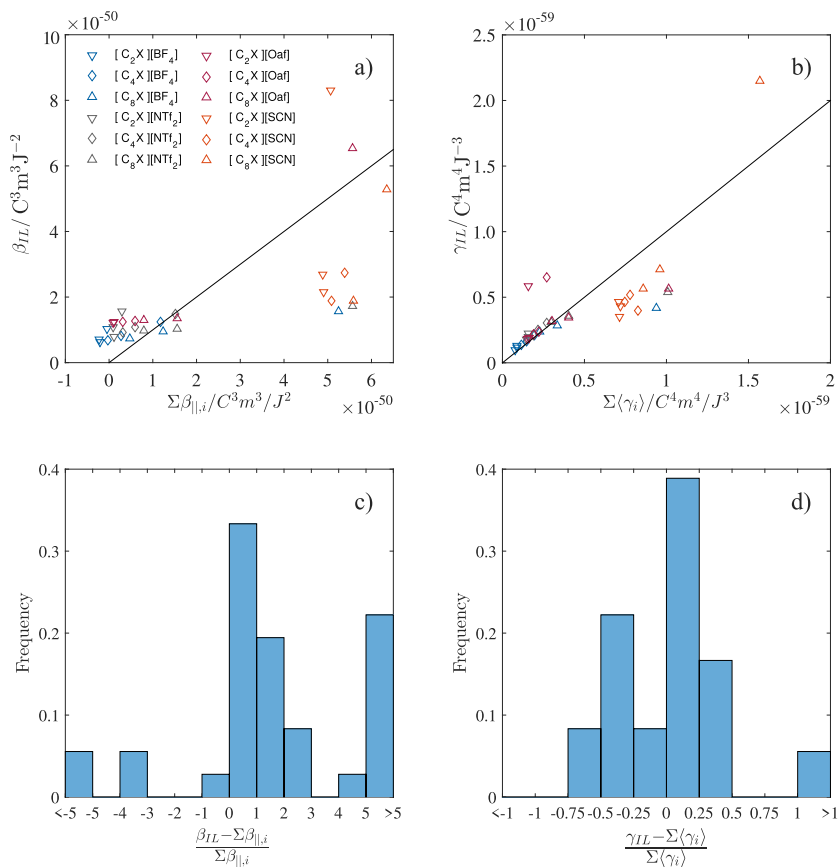 ×10⁻⁵⁰
a)
[C₂X][BF₄] [C₂X][Oaf]
[C₄X][BF₄] [C₄X][Oaf]
[C₈X][BF₄] [C₈X][Oaf]
[C₂X][NTf₂] [C₂X][SCN]
[C₄X][NTf₂] [C₄X][SCN]
[C₈X][NTf₂] [C₈X][SCN]
10
8
6
4
2
0
β_IL / C³m³J⁻²
-1 0 1 2 3 4 5 6
Σβ_||,i/C³m³/J²
×10⁻⁵⁰
×10⁻⁵⁹
b)
2.5
2.0
1.5
1.0
0.5
0
γ_IL / C⁴m⁴J⁻³
0 0.5 1 1.5 2
Σ⟨γ_i⟩/C⁴m⁴/J³
×10⁻⁵⁹
c)
0.4
0.3
0.2
0.1
0
Frequency
<-5 -5 -4 -3 -2 -1 0 1 2 3 4 5 >5
β_IL−Σβ_||,i
Σβ_||,i
d)
0.4
0.3
0.2
0.1
0
Frequency
<-1 -1 -0.75 -0.5 -0.25 0 0.25 0.5 0.75 1 >1
γ_IL−Σ⟨γ_i⟩
Σ⟨γ_i⟩